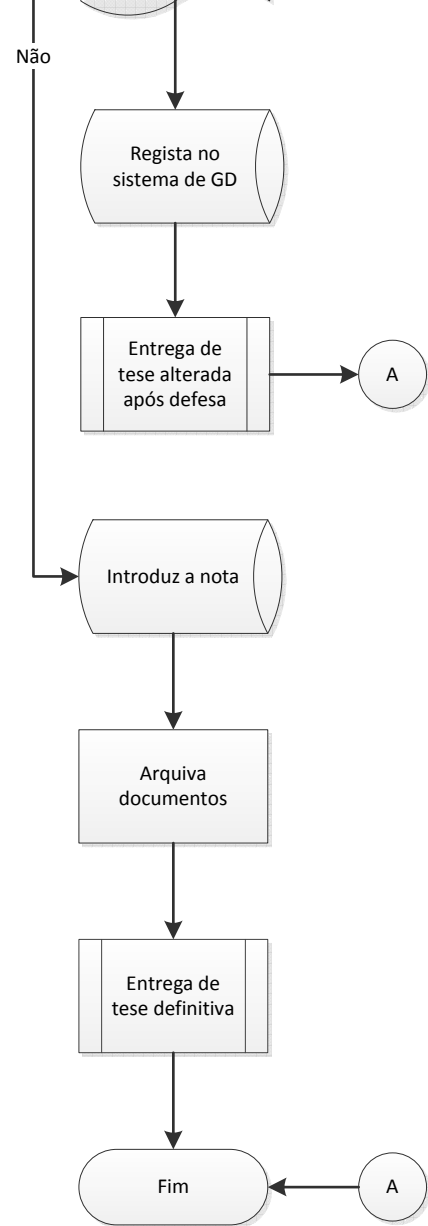 Não
Regista no
sistema de GD
Entrega de
tese alterada
após defesa
A
Introduz a nota
Arquiva
documentos
Entrega de
tese definitiva
Fim
A